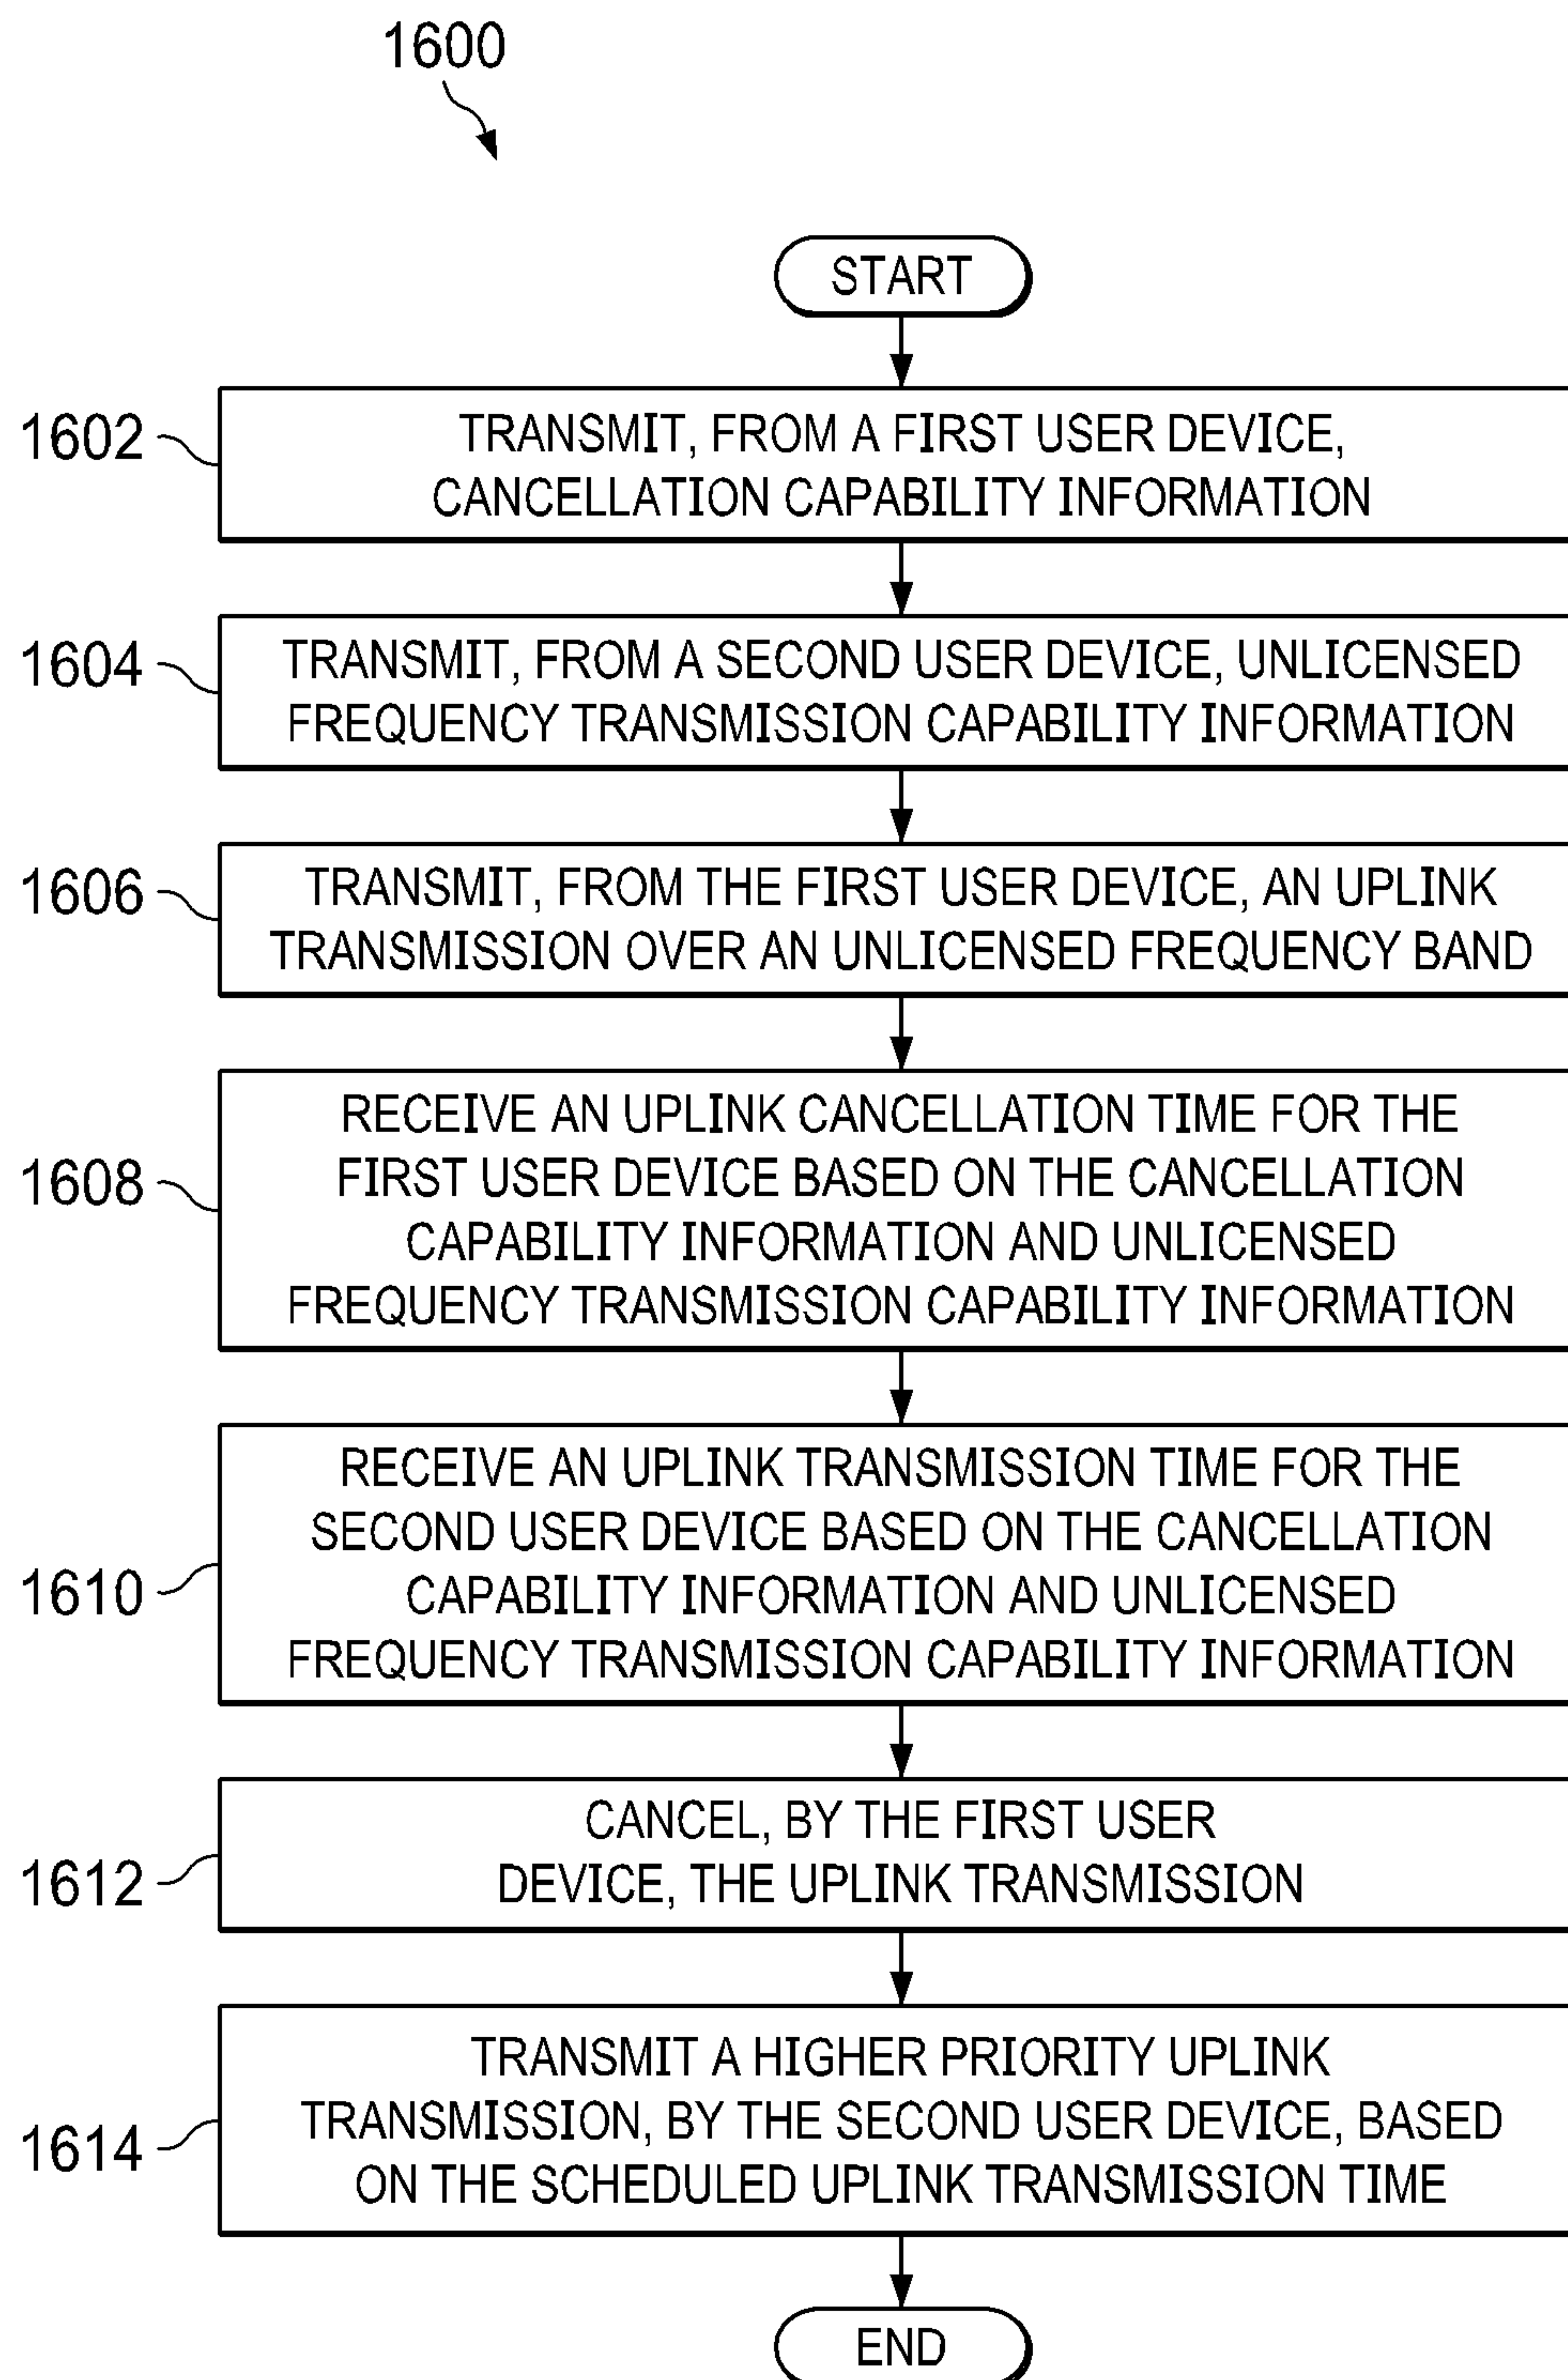 1600
START
1602
TRANSMIT, FROM A FIRST USER DEVICE,
CANCELLATION CAPABILITY INFORMATION
1604
TRANSMIT, FROM A SECOND USER DEVICE, UNLICENSED
FREQUENCY TRANSMISSION CAPABILITY INFORMATION
1606
TRANSMIT, FROM THE FIRST USER DEVICE, AN UPLINK
TRANSMISSION OVER AN UNLICENSED FREQUENCY BAND
1608
RECEIVE AN UPLINK CANCELLATION TIME FOR THE
FIRST USER DEVICE BASED ON THE CANCELLATION
CAPABILITY INFORMATION AND UNLICENSED
FREQUENCY TRANSMISSION CAPABILITY INFORMATION
1610
RECEIVE AN UPLINK TRANSMISSION TIME FOR THE
SECOND USER DEVICE BASED ON THE CANCELLATION
CAPABILITY INFORMATION AND UNLICENSED
FREQUENCY TRANSMISSION CAPABILITY INFORMATION
1612
CANCEL, BY THE FIRST USER
DEVICE, THE UPLINK TRANSMISSION
1614
TRANSMIT A HIGHER PRIORITY UPLINK
TRANSMISSION, BY THE SECOND USER DEVICE, BASED
ON THE SCHEDULED UPLINK TRANSMISSION TIME
END